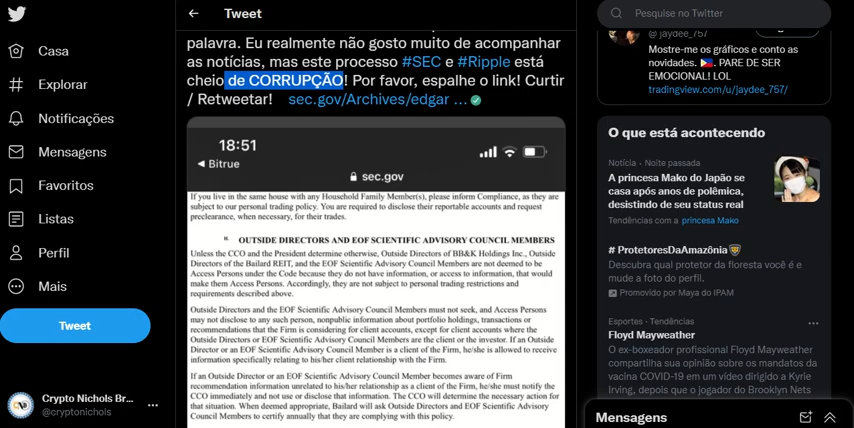 Tweet
Pesquise no Twitter
palavra. Eu realmente não gosto muito de acompanhar
as notícias, mas este processo #SEC e #Ripple está
cheio de CORRUPÇÃO! Por favor, espalhe o link! Curtir
/ Retweetar! sec.gov/Archives/edgar ...
18:51
Bitrue
sec.gov
If you live in the same house with any Household Family Member(s), please inform Compliance, as they are
subject to our personal trading policy. You are required to disclose their reportable accounts and request
preclearance, when necessary, for their trades.
H. OUTSIDE DIRECTORS AND EOF SCIENTIFIC ADVISORY COUNCIL MEMBERS
Unless the CCO and the President determine otherwise, Outside Directors of BB&K Holdings Inc., Outside
Directors of the Bailard REIT, and the EOF Scientific Advisory Council Members are not deemed to be
Access Persons under the Code because they do not have information, or access to information, that would
make them Access Persons. Accordingly, they are not subject to personal trading restrictions and
requirements described above.
Outside Directors and the EOF Scientific Advisory Council Members must not seek, and Access Persons
may not disclose to any such person, nonpublic information about portfolio holdings, transactions or
recommendations that the Firm is considering for client accounts, except for client accounts where the
Outside Directors or EOF Scientific Advisory Council Members are the client or the investor. If an Outside
Director or an EOF Scientific Advisory Council Member is a client of the Firm, he/she is allowed to receive
information specifically relating to his/her client relationship with the Firm.
If an Outside Director or an EOF Scientific Advisory Council Member becomes aware of Firm
recommendation information unrelated to his/her relationship as a client of the Firm, he/she must notify the
CCO immediately and not use or disclose that information. The CCO will determine the necessary action for
that situation. When deemed appropriate, Bailard will ask Outside Directors and EOF Scientific Advisory
Council Members to certify annually that they are complying with this policy.
Casa
Explorar
Notificações
Mensagens
Favoritos
Listas
Perfil
Mais
Tweet
Crypto Nichols Br...
@cryptonichols
@ jaydee_757
Mostre-me os gráficos e conto as
novidades. 🇵🇭. PARE DE SER
EMOCIONAL! LOL
tradingview.com/u/jaydee_757/
O que está acontecendo
Notícia · Noite passada
A princesa Mako do Japão se
casa após anos de polêmica,
desistindo de seu status real
Tendências com a princesa Mako
# ProtetoresDaAmazônia
Descubra qual protetor da floresta você é e
mude a foto do perfil.
Promovido por Maya do IPAM
Esportes · Tendências
Floyd Mayweather
O ex-boxeador profissional Floyd Mayweather
compartilha sua opinião sobre os mandatos da
vacina COVID-19 em um vídeo dirigido a Kyrie
Irving, depois que o jogador do Brooklyn Nets
Mensagens